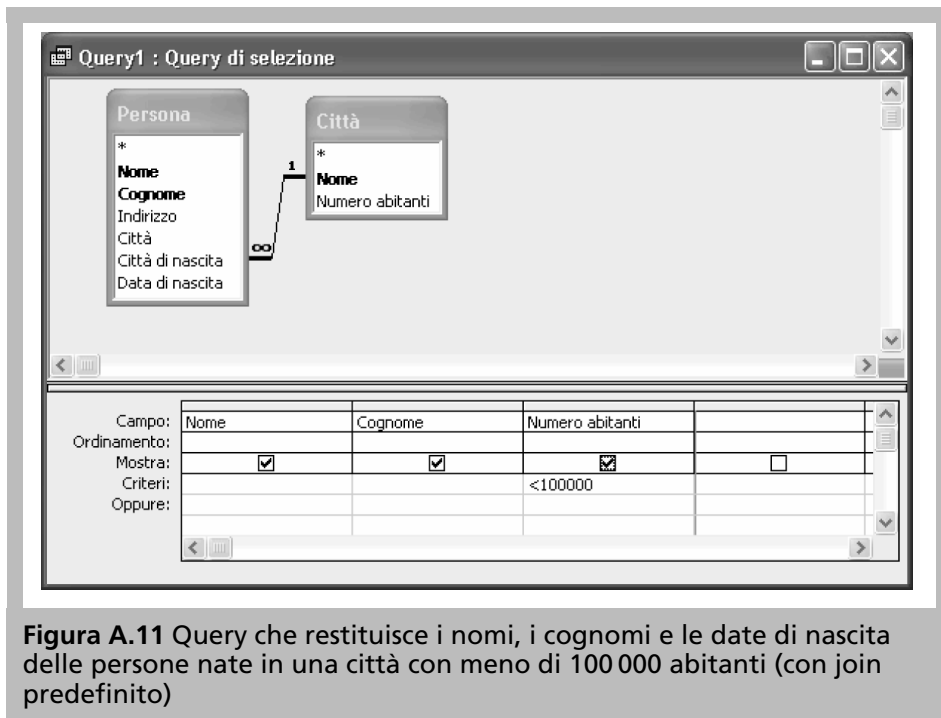 Query1 : Query di selezione
Persona
*
Nome
Cognome
Indirizzo
Città
Città di nascita
Data di nascita
∞
1
Città
*
Nome
Numero abitanti
Campo: Nome Cognome Numero abitanti
Ordinamento:
Mostra:
Criteri: <100000
Oppure:
Figura A.11 Query che restituisce i nomi, i cognomi e le date di nascita
delle persone nate in una città con meno di 100 000 abitanti (con join
predefinito)